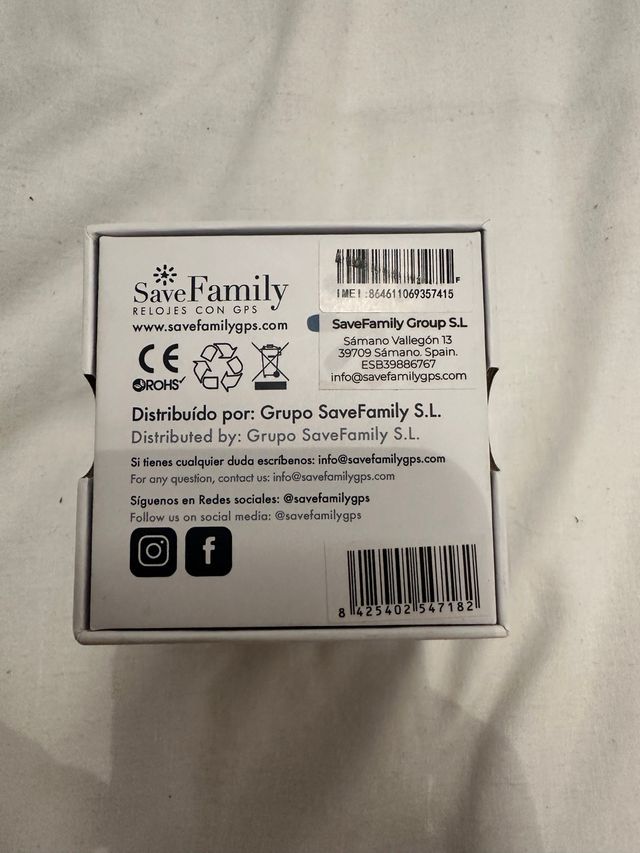 SaveFamily
RELOJES CON GPS
www.savefamilygps.com
F
IMEI:864611069357415
SaveFamily Group S.L
Sámano Vallegón 13
39709 Sámano. Spain.
ESB39886767
info@savefamilygps.com
CE
ROHS
Distribuído por: Grupo SaveFamily S.L.
Distributed by: Grupo SaveFamily S.L.
Si tienes cualquier duda escríbenos: info@savefamilygps.com
For any question, contact us: info@savefamilygps.com
Síguenos en Redes sociales: @savefamilygps
Follow us on social media: @savefamilygps
8 425402 547182